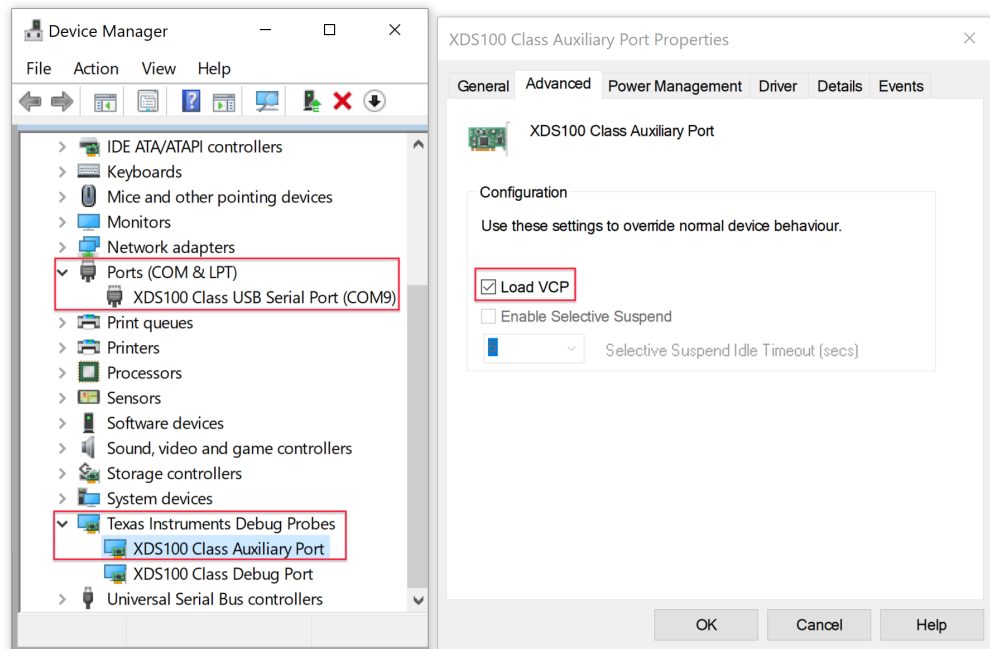 Device Manager
File Action View Help
IDE ATA/ATAPI controllers
Keyboards
Mice and other pointing devices
Monitors
Network adapters
Ports (COM & LPT)
XDS100 Class USB Serial Port (COM9)
Print queues
Printers
Processors
Sensors
Software devices
Sound, video and game controllers
Storage controllers
System devices
Texas Instruments Debug Probes
XDS100 Class Auxiliary Port
XDS100 Class Debug Port
Universal Serial Bus controllers
XDS100 Class Auxiliary Port Properties
General Advanced Power Management Driver Details Events
XDS100 Class Auxiliary Port
Configuration
Use these settings to override normal device behaviour.
Load VCP
Enable Selective Suspend
Selective Suspend Idle Timeout (secs)
OK Cancel Help